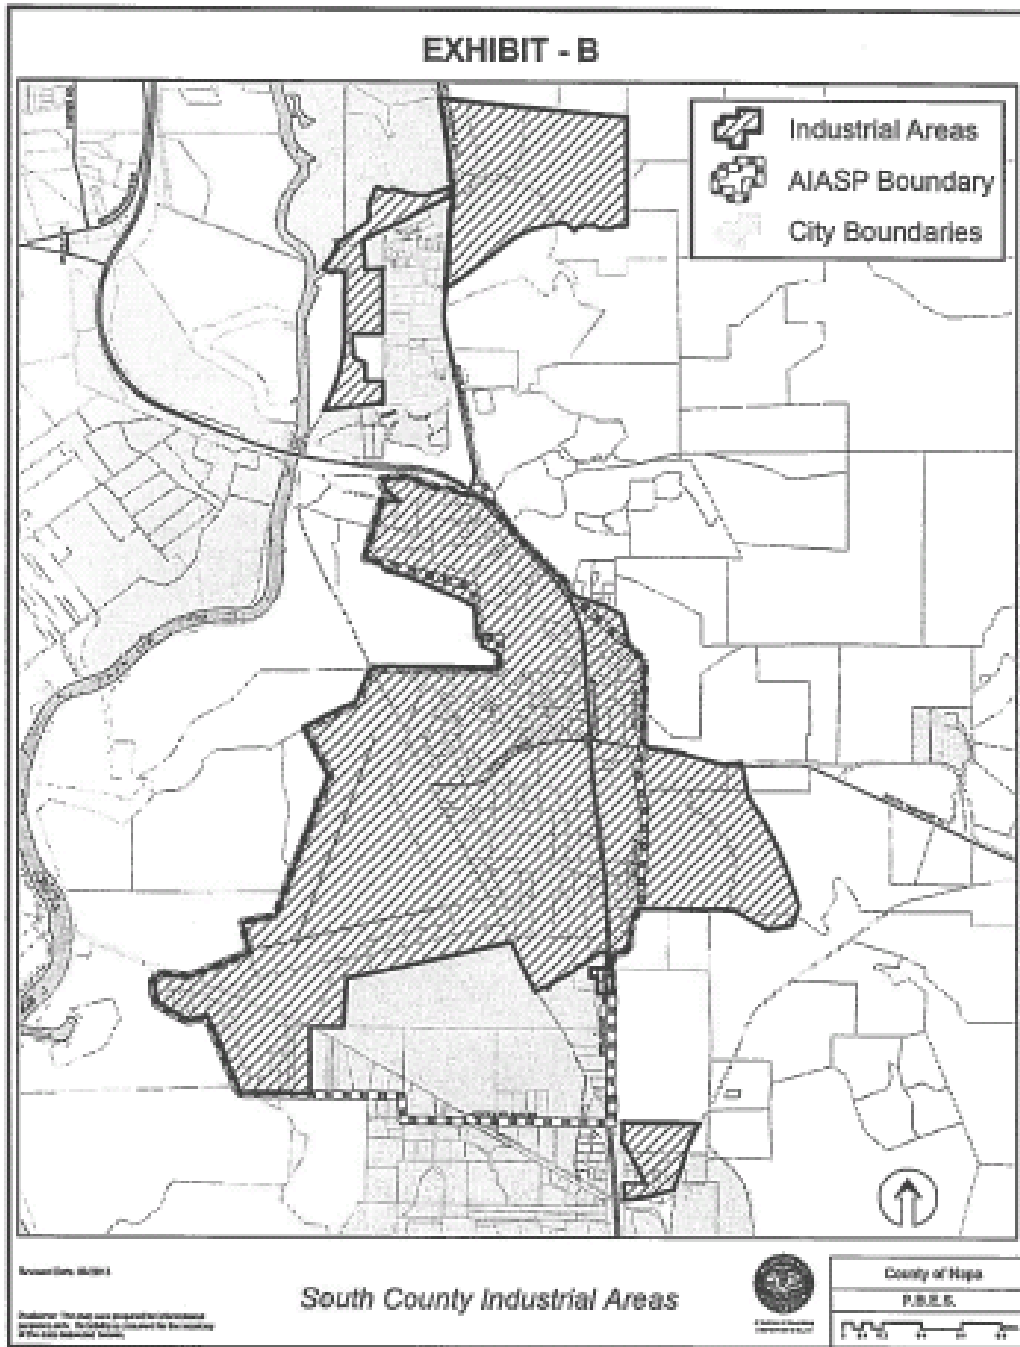 EXHIBIT - B
Industrial Areas
AIASP Boundary
City Boundaries
South County Industrial Areas
County of Napa
P.B.E.S.